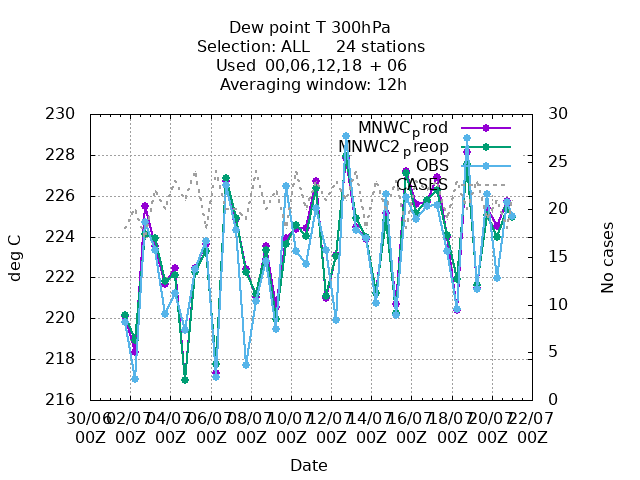 Dew point T 300hPa
Selection: ALL 24 stations
Used 00,06,12,18 + 06
Averaging window: 12h
230
228
226
224
222
220
218
216
30
25
20
15
10
5
0
MNWC_prod
MNWC2_preop
OBS
CASES
deg C
No cases
30/06 02/07 04/07 06/07 08/07 10/07 12/07 14/07 16/07 18/07 20/07 22/07
00Z 00Z 00Z 00Z 00Z 00Z 00Z 00Z 00Z 00Z 00Z 00Z
Date